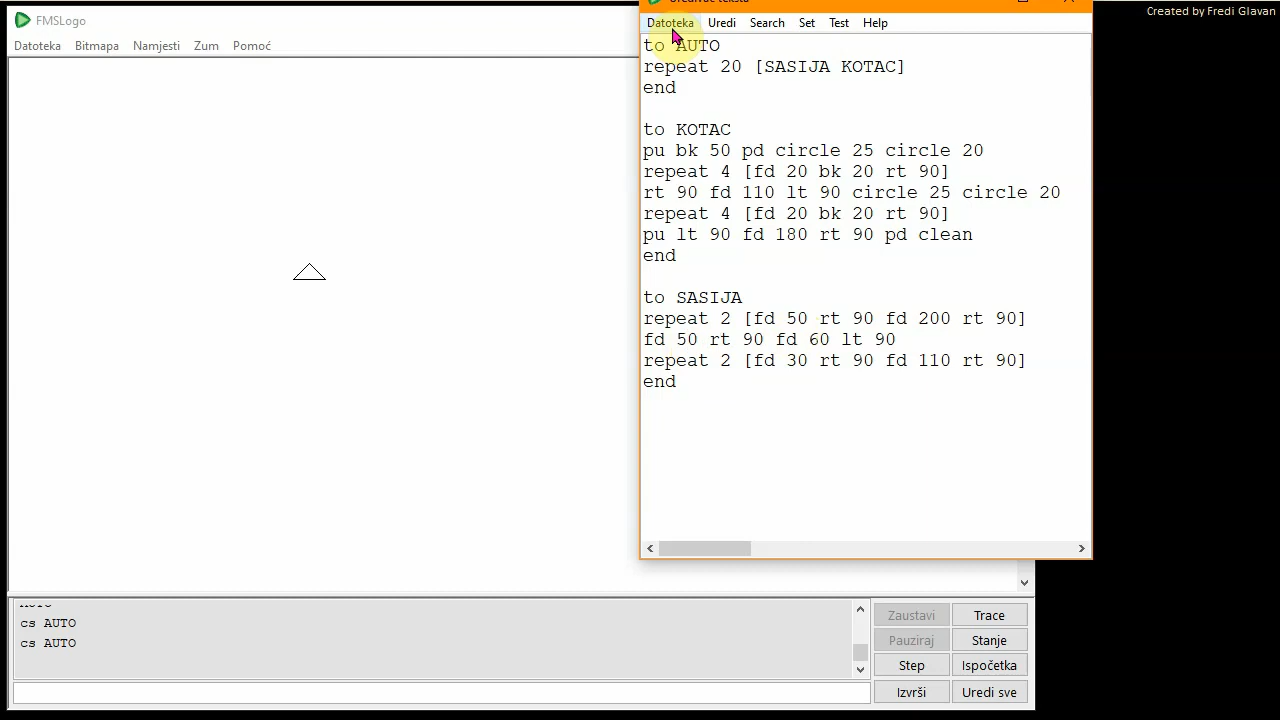 Created by Fredi Glavan
FMSLogo
Datoteka Bitmapa Namjesti Zum Pomoć
Datoteka Uredi Search Set Test Help
to AUTO
repeat 20 [SASIJA KOTAC]
end
to KOTAC
pu bk 50 pd circle 25 circle 20
repeat 4 [fd 20 bk 20 rt 90]
rt 90 fd 110 lt 90 circle 25 circle 20
repeat 4 [fd 20 bk 20 rt 90]
pu lt 90 fd 180 rt 90 pd clean
end
to SASIJA
repeat 2 [fd 50 rt 90 fd 200 rt 90]
fd 50 rt 90 fd 60 lt 90
repeat 2 [fd 30 rt 90 fd 110 rt 90]
end
cs AUTO
cs AUTO
Zaustavi Trace
Pauziraj Stanje
Step Ispočetka
Izvrši Uredi sve